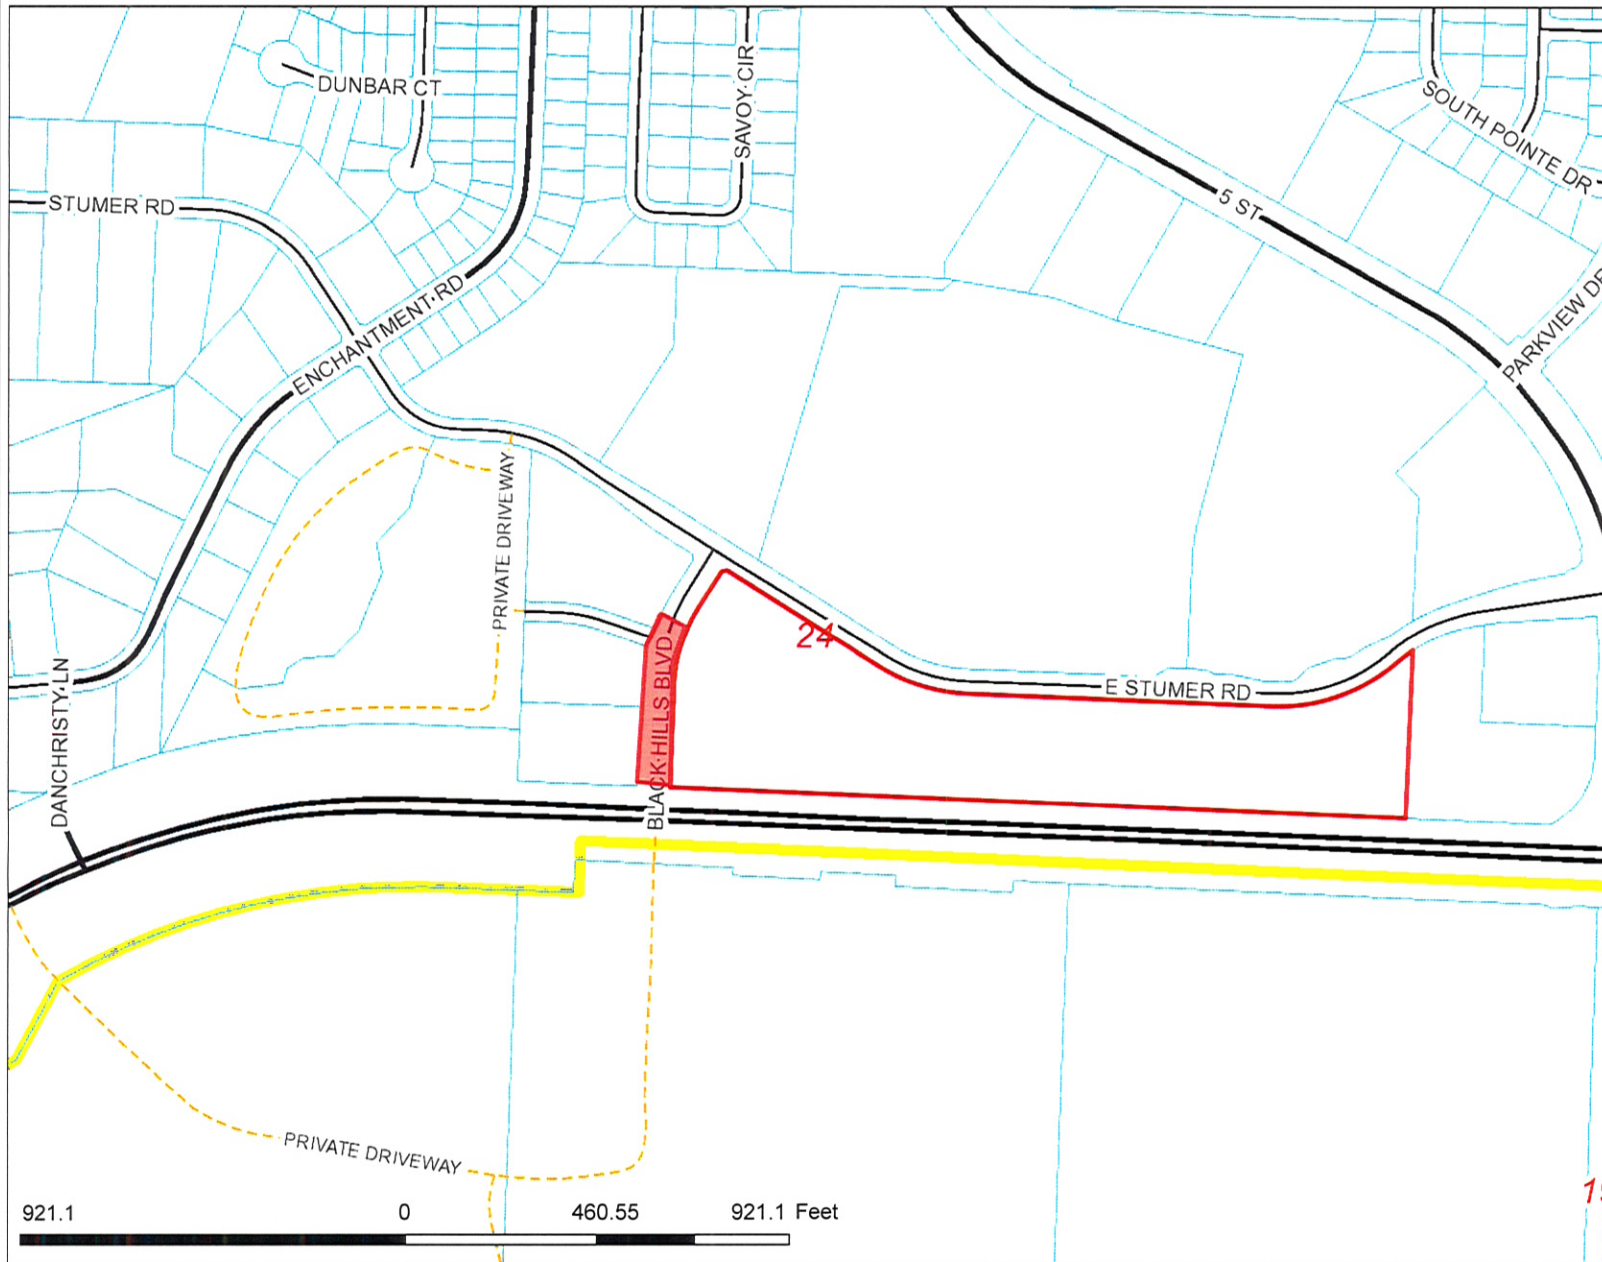 DUNBAR CT
SAVOY CIR
SOUTH POINTE DR
STUMER RD
5 ST
ENCHANTMENT RD
PARKVIEW DR
PRIVATE DRIVEWAY
24
BLACK HILLS BLVD
E STUMER RD
DANCHRISTY LN
PRIVATE DRIVEWAY
921.1 0 460.55 921.1 Feet